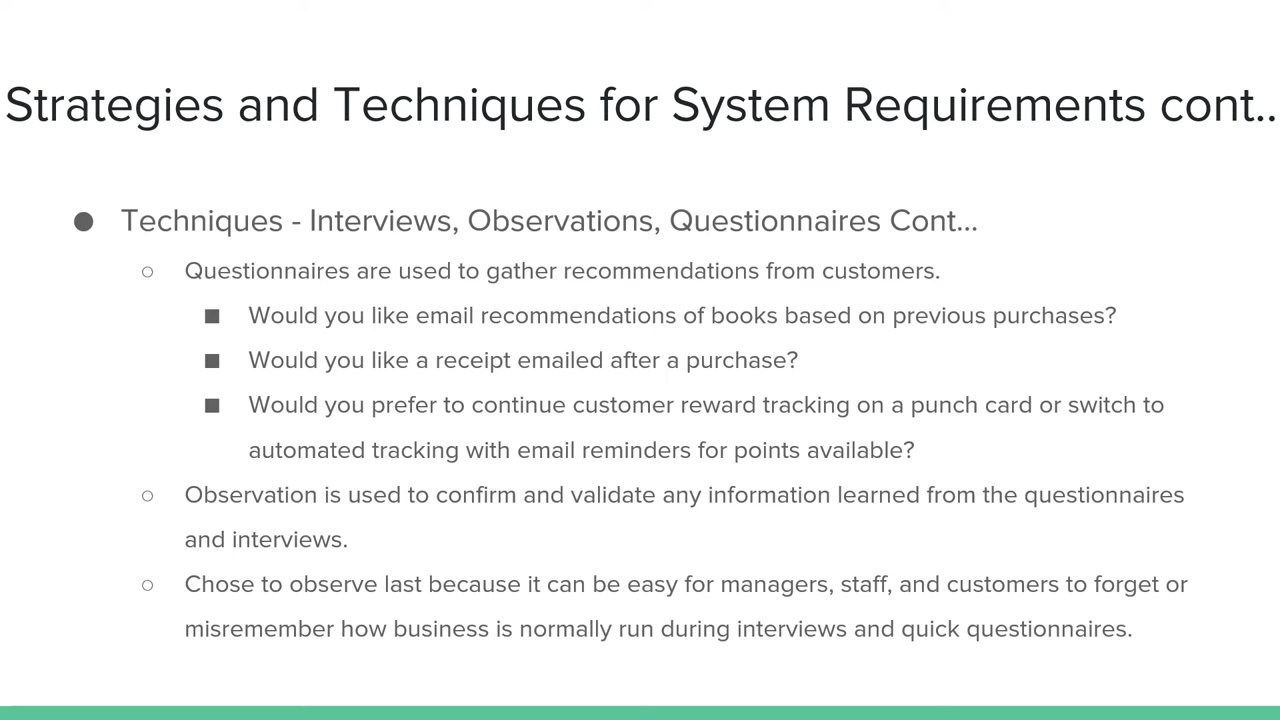 Strategies and Techniques for System Requirements cont..
● Techniques - Interviews, Observations, Questionnaires Cont...
○ Questionnaires are used to gather recommendations from customers.
■ Would you like email recommendations of books based on previous purchases?
■ Would you like a receipt emailed after a purchase?
■ Would you prefer to continue customer reward tracking on a punch card or switch to
automated tracking with email reminders for points available?
○ Observation is used to confirm and validate any information learned from the questionnaires
and interviews.
○ Chose to observe last because it can be easy for managers, staff, and customers to forget or
misremember how business is normally run during interviews and quick questionnaires.